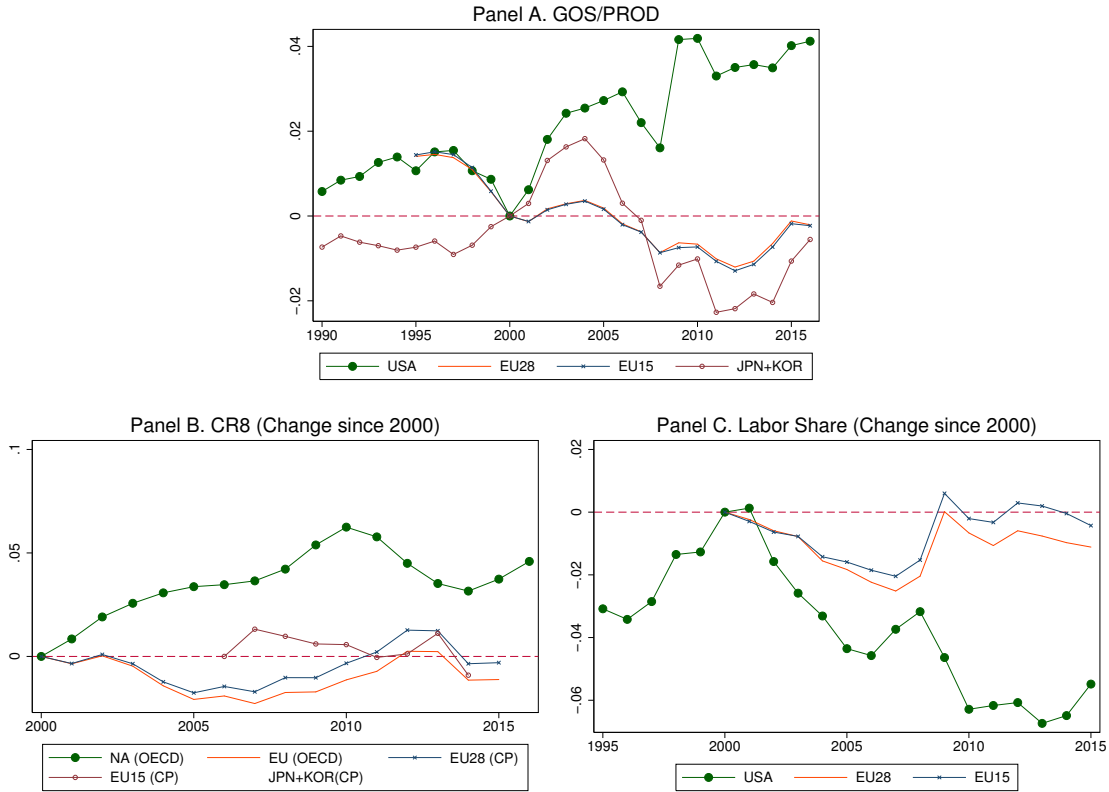 Panel A. GOS/PROD
.04
.02
0
-.02
1990 1995 2000 2005 2010 2015
USA EU28 EU15 JPN+KOR
Panel B. CR8 (Change since 2000)
.1
.05
0
2000 2005 2010 2015
NA (OECD) EU (OECD) EU28 (CP)
EU15 (CP) JPN+KOR(CP)
Panel C. Labor Share (Change since 2000)
.02
0
-.02
-.04
-.06
1995 2000 2005 2010 2015
USA EU28 EU15